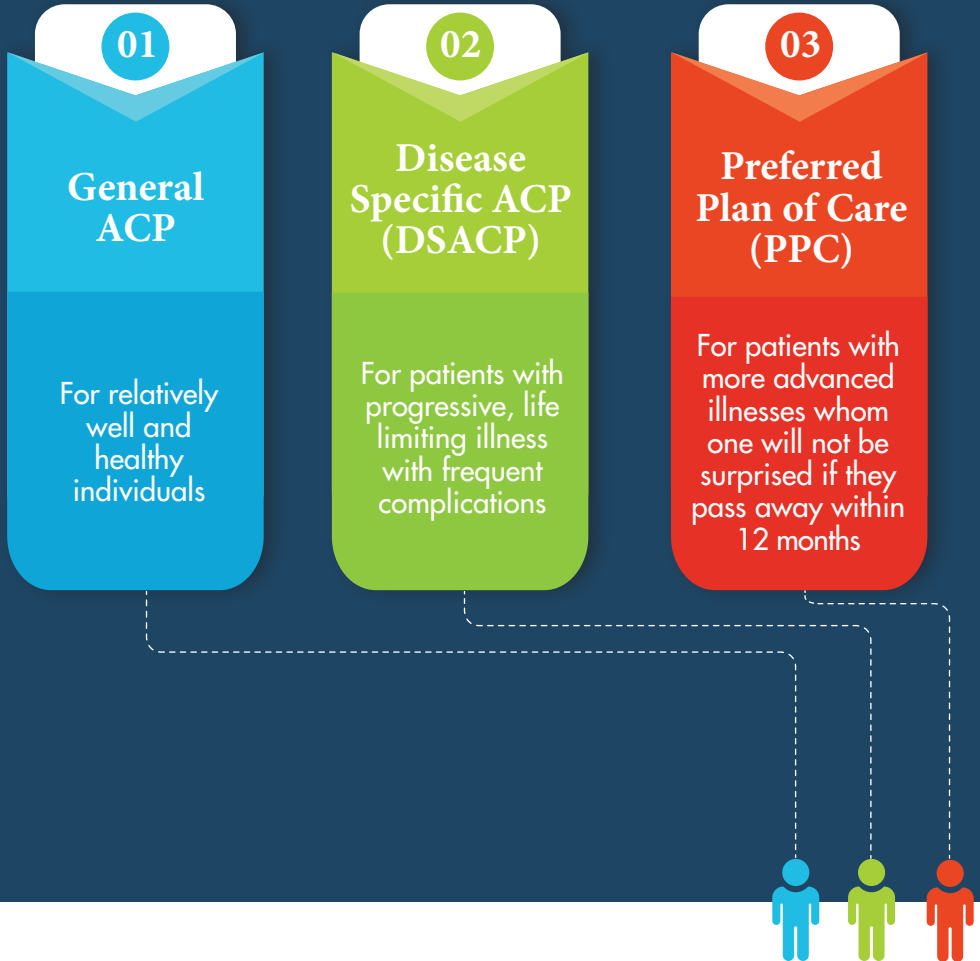 01
General
ACP
For relatively
well and
healthy
individuals
02
Disease
Specific ACP
(DSACP)
For patients with
progressive, life
limiting illness
with frequent
complications
03
Preferred
Plan of Care
(PPC)
For patients with
more advanced
illnesses whom
one will not be
surprised if they
pass away within
12 months